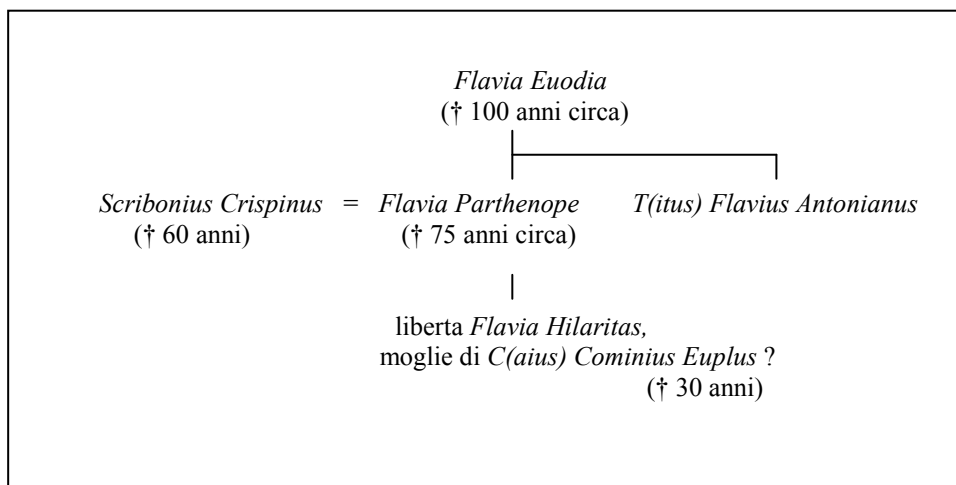 Flavia Euodia
(† 100 anni circa)
Scribonius Crispinus = Flavia Parthenope T(itus) Flavius Antonianus
(† 60 anni) († 75 anni circa)
liberta Flavia Hilaritas,
moglie di C(aius) Cominius Euplus ?
(† 30 anni)